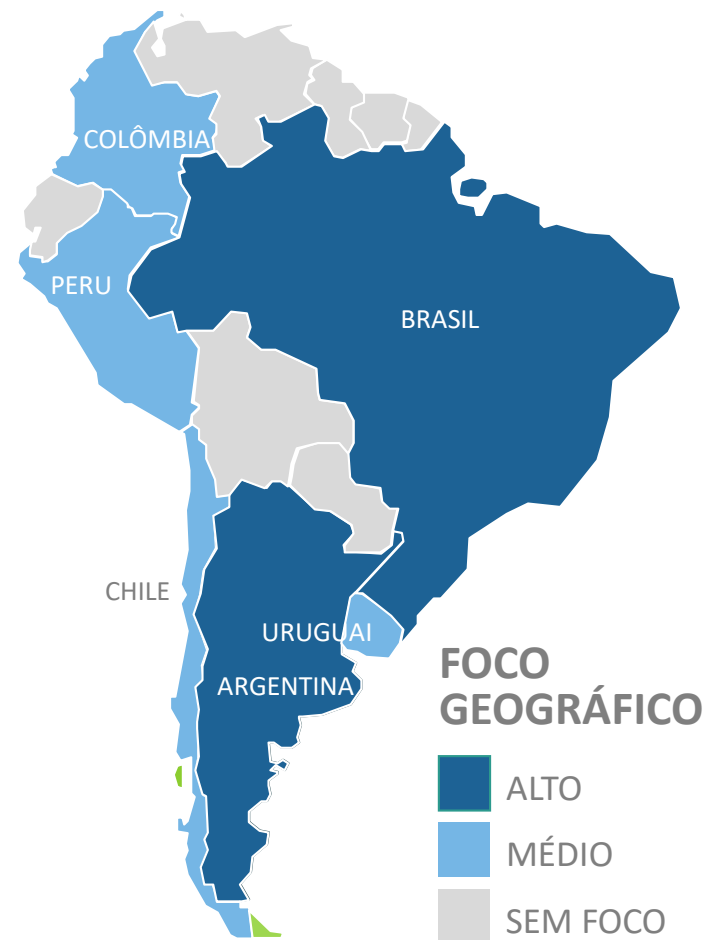 COLÔMBIA
PERU
BRASIL
CHILE
URUGUAI
ARGENTINA
FOCO
GEOGRÁFICO
ALTO
MÉDIO
SEM FOCO